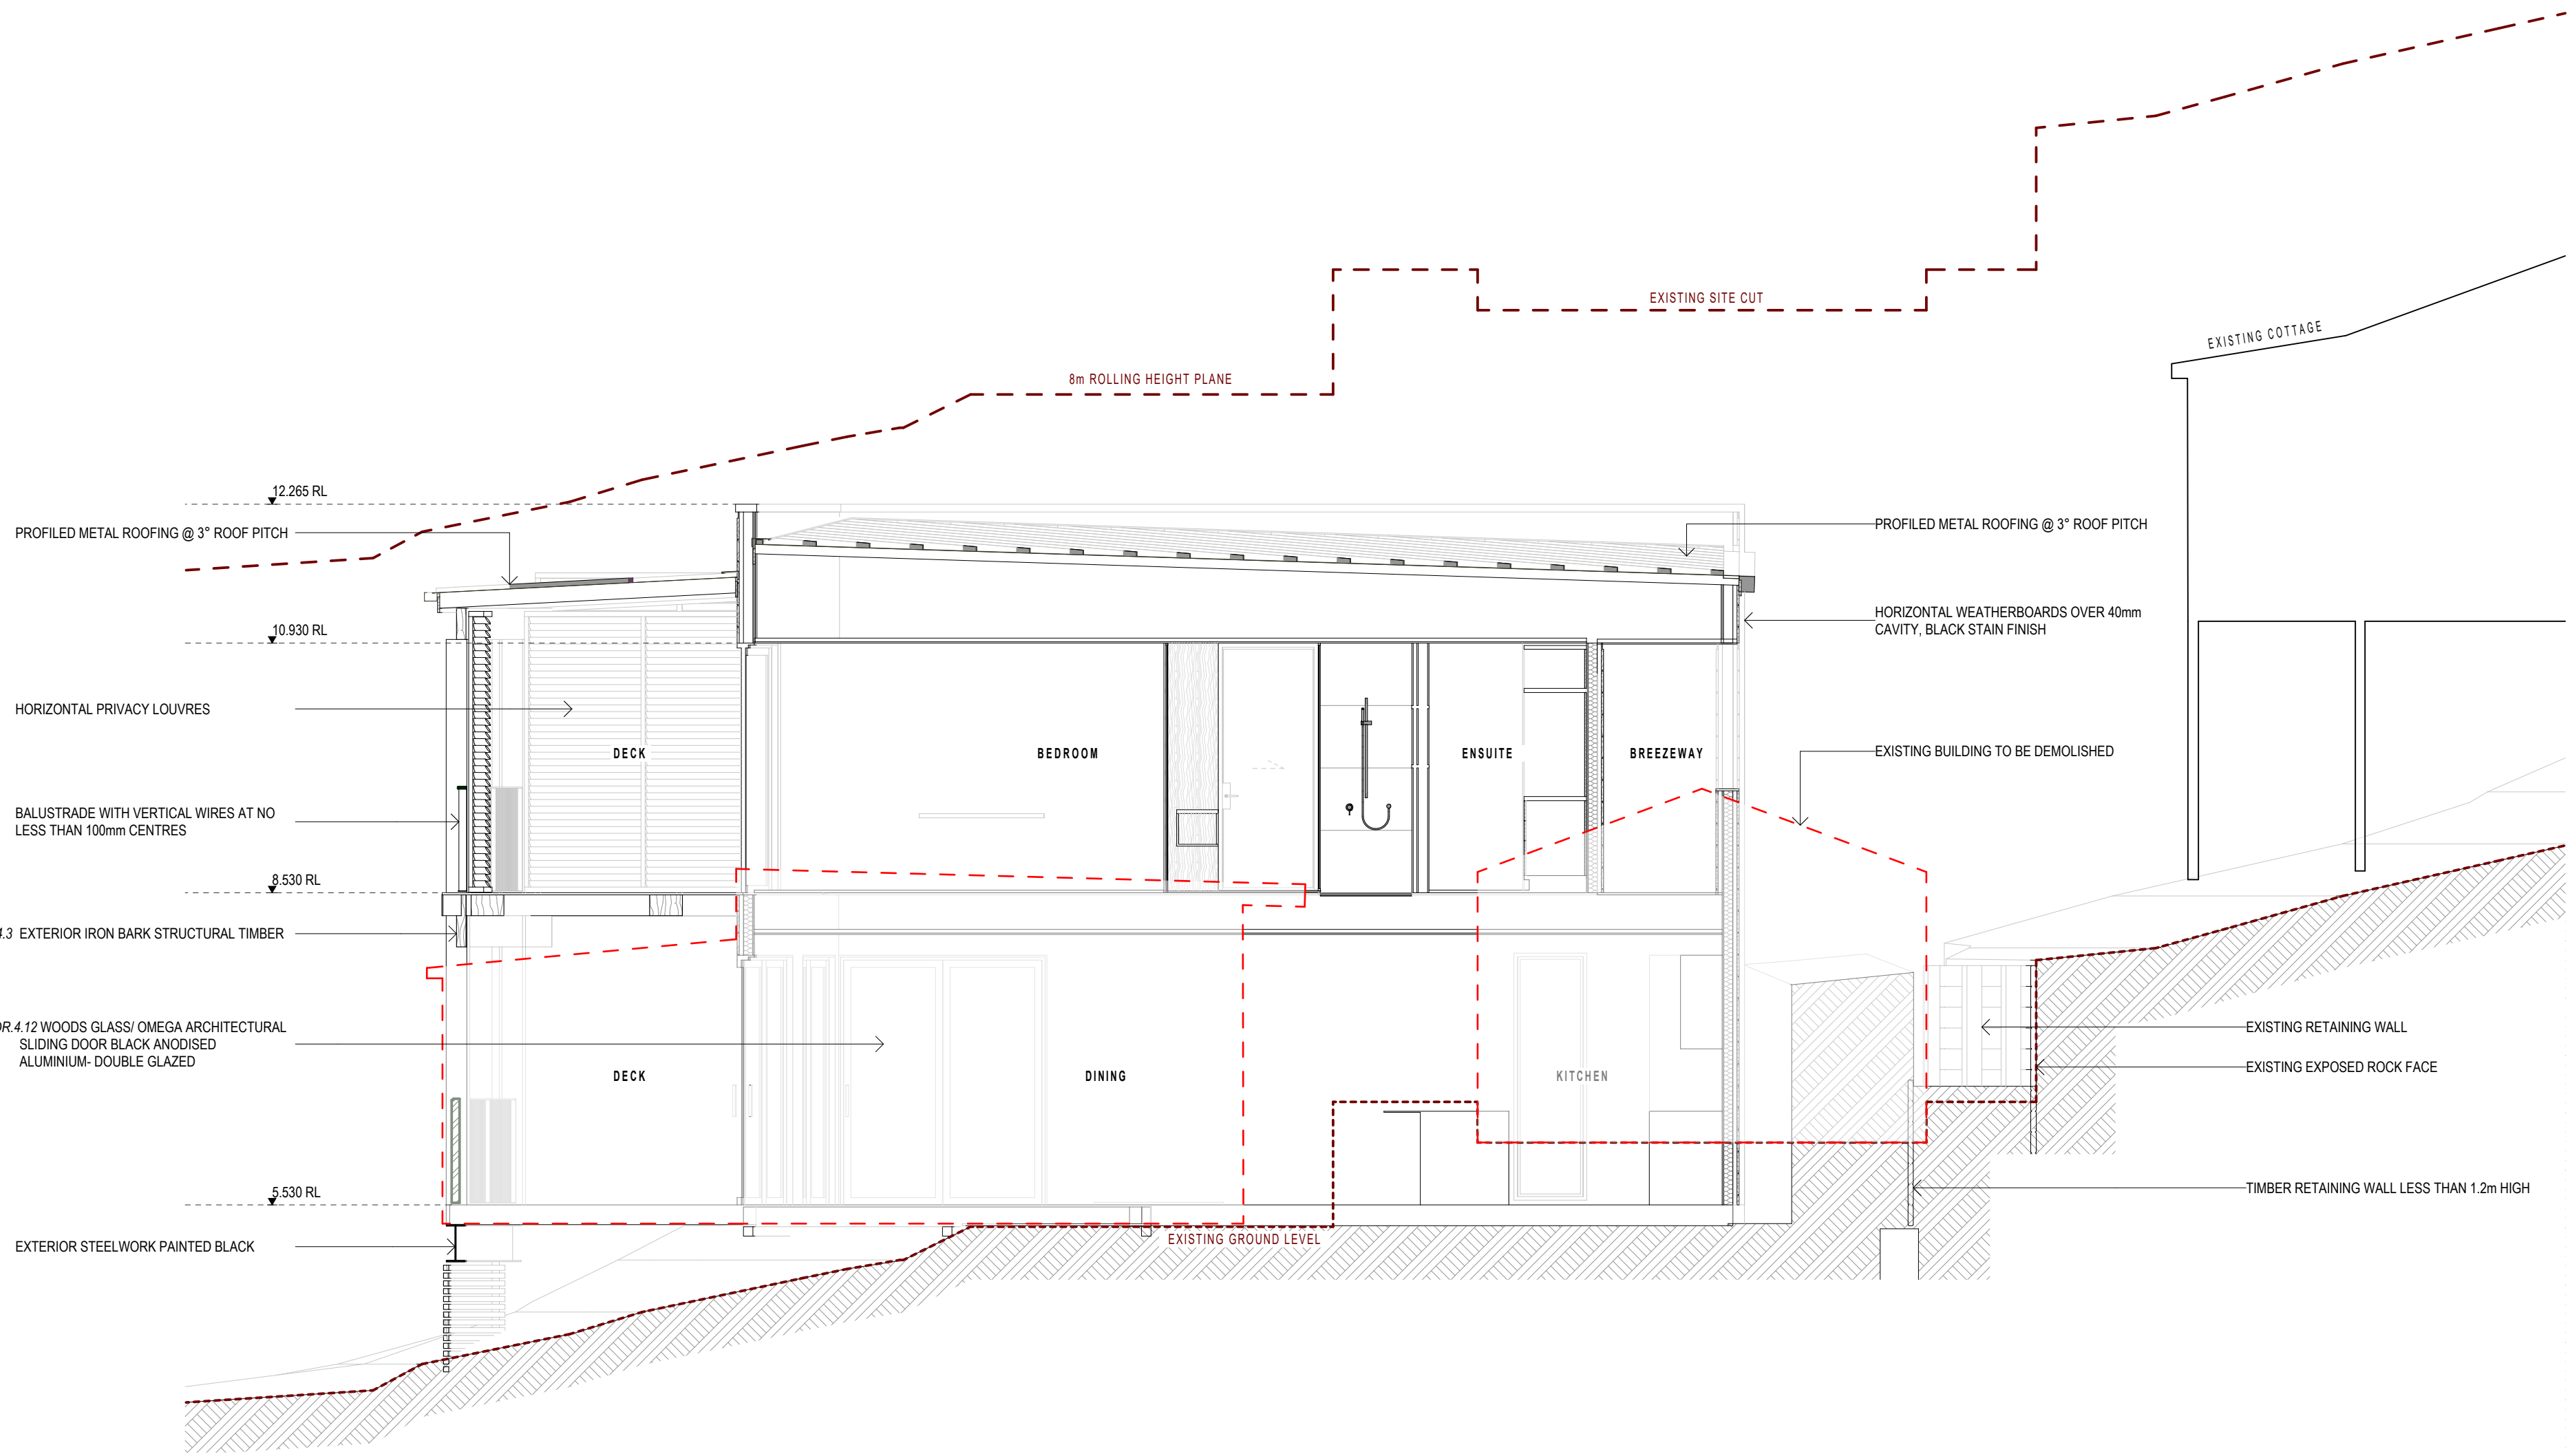 EXISTING SITE CUT
EXISTING COTTAGE
8m ROLLING HEIGHT PLANE
12.265 RL
PROFILED METAL ROOFING @ 3° ROOF PITCH
PROFILED METAL ROOFING @ 3° ROOF PITCH
HORIZONTAL WEATHERBOARDS OVER 40mm
CAVITY, BLACK STAIN FINISH
10.930 RL
HORIZONTAL PRIVACY LOUVRES
DECK
BEDROOM
ENSUITE
BREEZEWAY
EXISTING BUILDING TO BE DEMOLISHED
BALUSTRADE WITH VERTICAL WIRES AT NO
LESS THAN 100mm CENTRES
8.530 RL
4.3 EXTERIOR IRON BARK STRUCTURAL TIMBER
OR.4.12 WOODS GLASS/ OMEGA ARCHITECTURAL
SLIDING DOOR BLACK ANODISED
ALUMINIUM- DOUBLE GLAZED
EXISTING RETAINING WALL
EXISTING EXPOSED ROCK FACE
DECK
DINING
KITCHEN
5.530 RL
TIMBER RETAINING WALL LESS THAN 1.2m HIGH
EXISTING GROUND LEVEL
EXTERIOR STEELWORK PAINTED BLACK